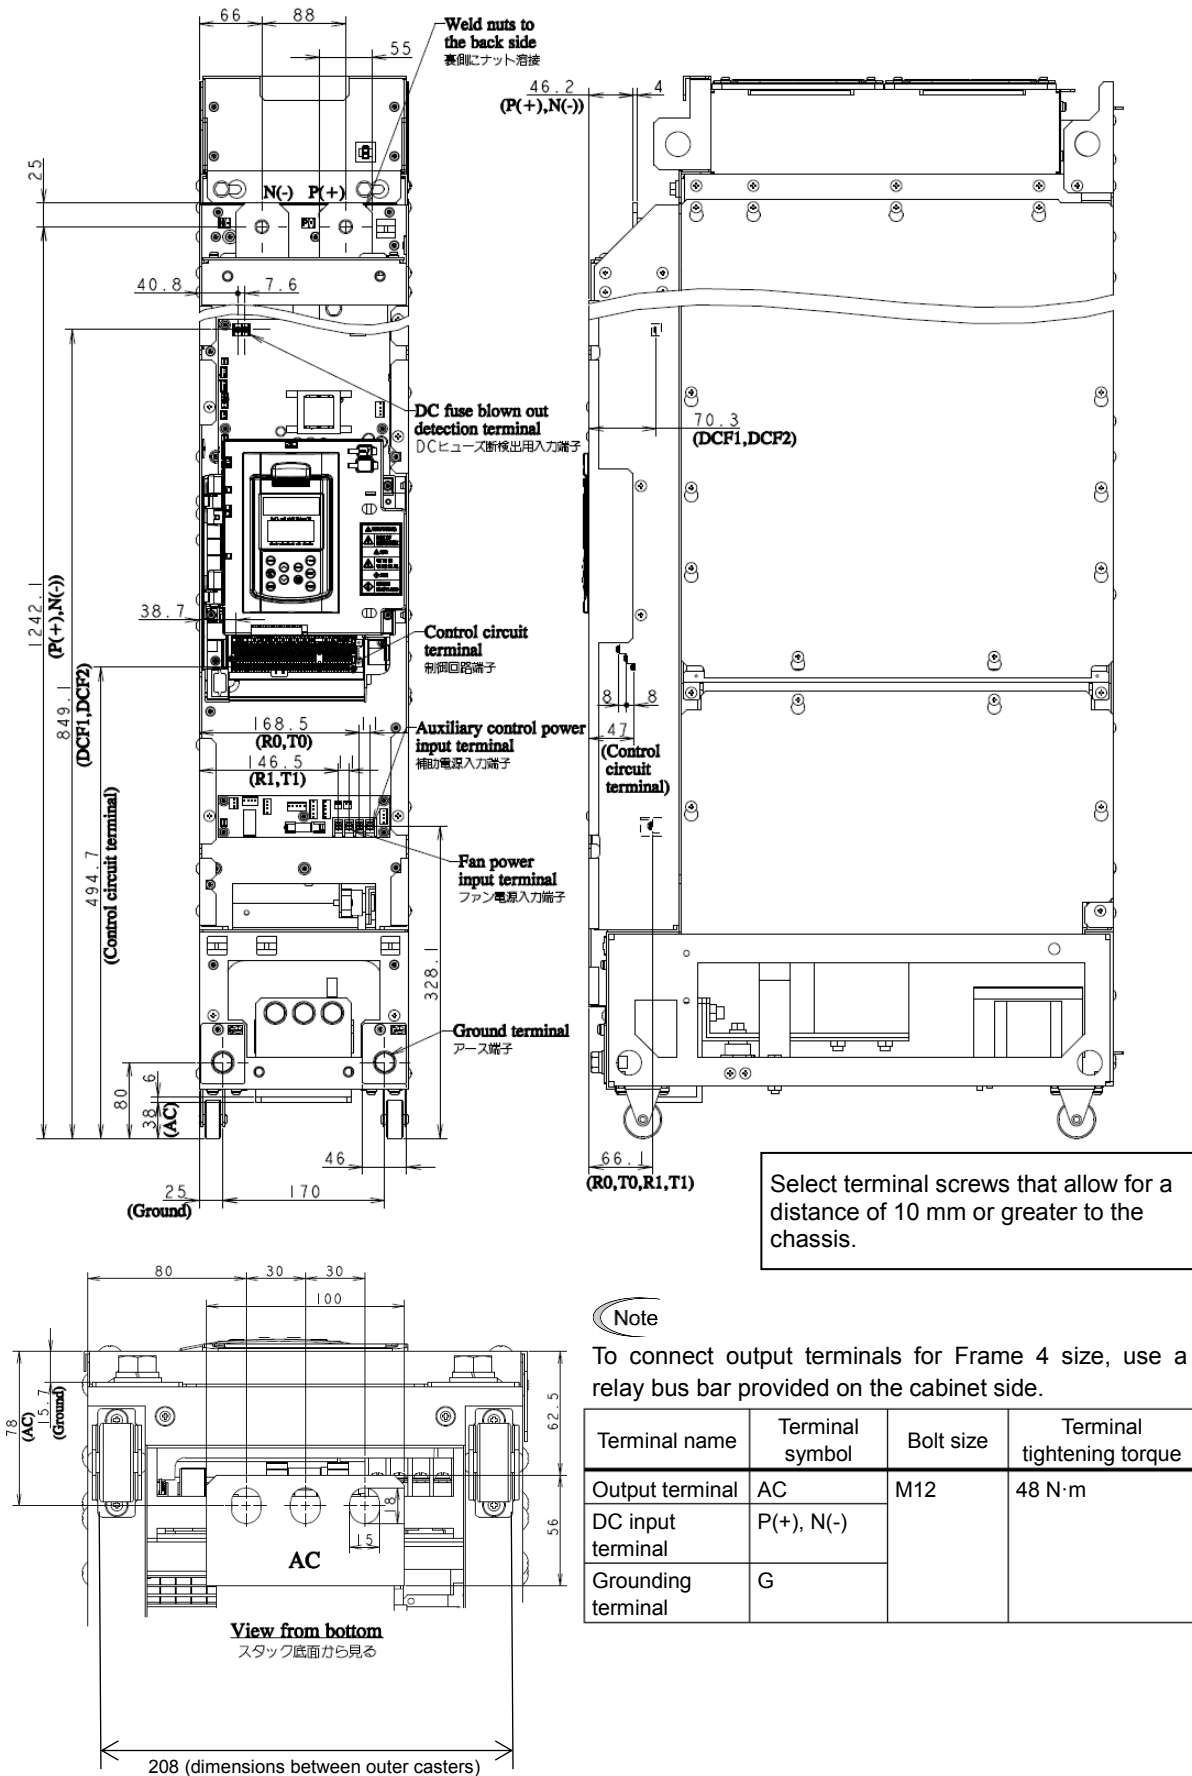 66
88
55
Weld nuts to
the back side
裏側にナット溶接
46.2
(P(+),N(-))
4
25
N(-) P(+)
40.8
7.6
DC fuse blown out
detection terminal
DCヒューズ断検出用入力端子
70.3
(DCF1,DCF2)
1242.1
(P(+),N(-))
849.1
(DCF1,DCF2)
494.7
(Control circuit terminal)
38.7
Control circuit
terminal
制御回路端子
168.5
(R0,T0)
146.5
(R1,T1)
Auxiliary control power
input terminal
補助電源入力端子
8
8
47
(Control
circuit
terminal)
Fan power
input terminal
ファン電源入力端子
328.1
Ground terminal
アース端子
80
6
38
(AC)
46
25
(Ground)
170
66.1
(R0,T0,R1,T1)
Select terminal screws that allow for a
distance of 10 mm or greater to the
chassis.
80
30
30
100
78
(AC)
15.7
(Ground)
62.5
56
18
15
AC
View from bottom
スタック底面から見る
208 (dimensions between outer casters)
Note
To connect output terminals for Frame 4 size, use a
relay bus bar provided on the cabinet side.
Terminal name
Terminal
symbol
Bolt size
Terminal
tightening torque
Output terminal
AC
M12
48 N·m
DC input
terminal
P(+), N(-)
Grounding
terminal
G